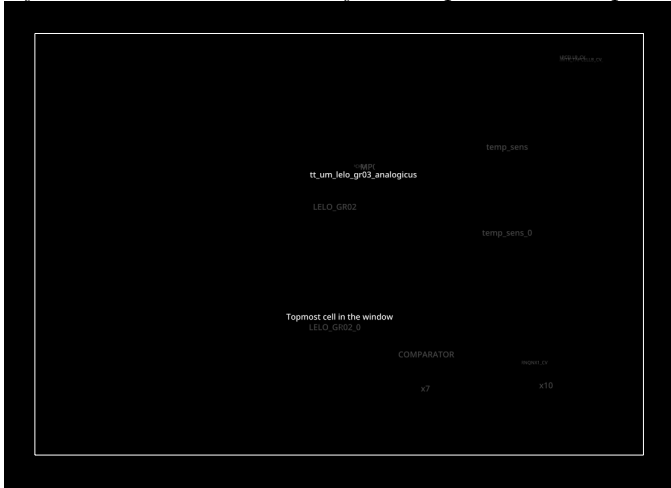 temp_sens
tt_um_lelo_gr03_analogicus
LELO_GR02
temp_sens_0
Topmost cell in the window
LELO_GR02_0
COMPARATOR
x7
x10